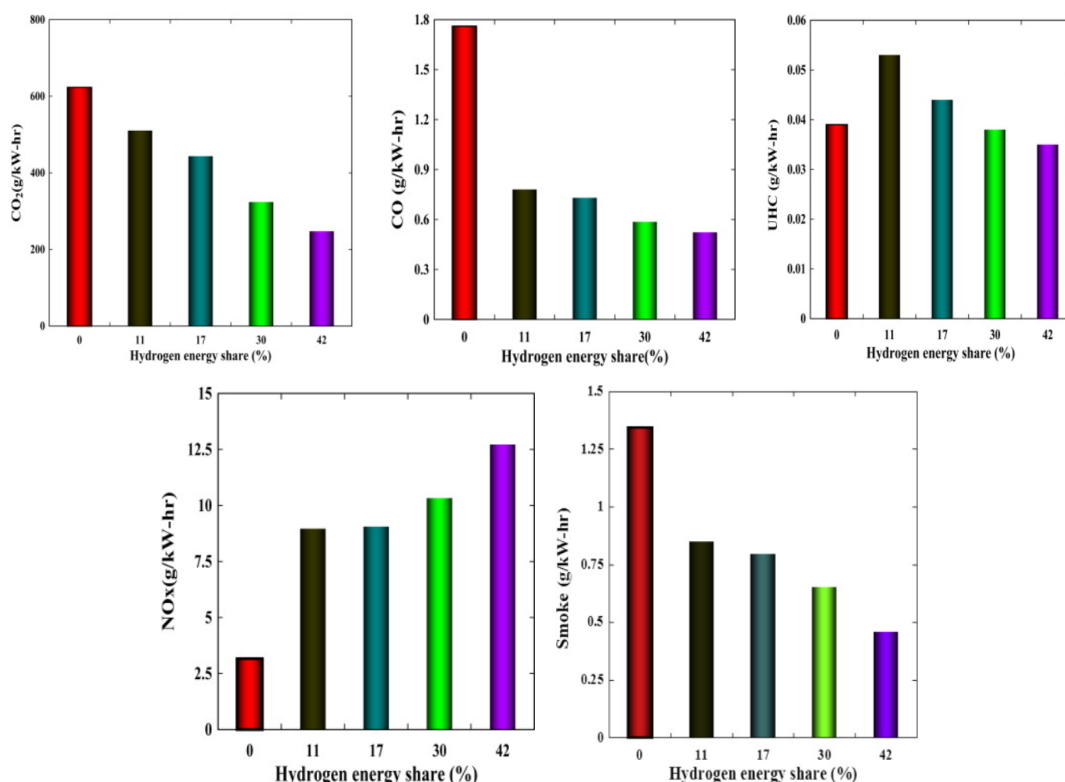 800
600
400
200
0
CO₂(g/kW-hr)
0 11 17 30 42
Hydrogen energy share (%)
1.8
1.5
1.2
0.9
0.6
0.3
0
CO (g/kW-hr)
0 11 17 30 42
Hydrogen energy share(%)
0.06
0.05
0.04
0.03
0.02
0.01
0
UHC (g/kW-hr)
0 11 17 30 42
Hydrogen energy share (%)
15
12.5
10
7.5
5
2.5
0
NOx(g/kW-hr)
0 11 17 30 42
Hydrogen energy share (%)
1.5
1.25
1
0.75
0.5
0.25
0
Smoke (g/kW-hr)
0 11 17 30 42
Hydrogen energy share (%)